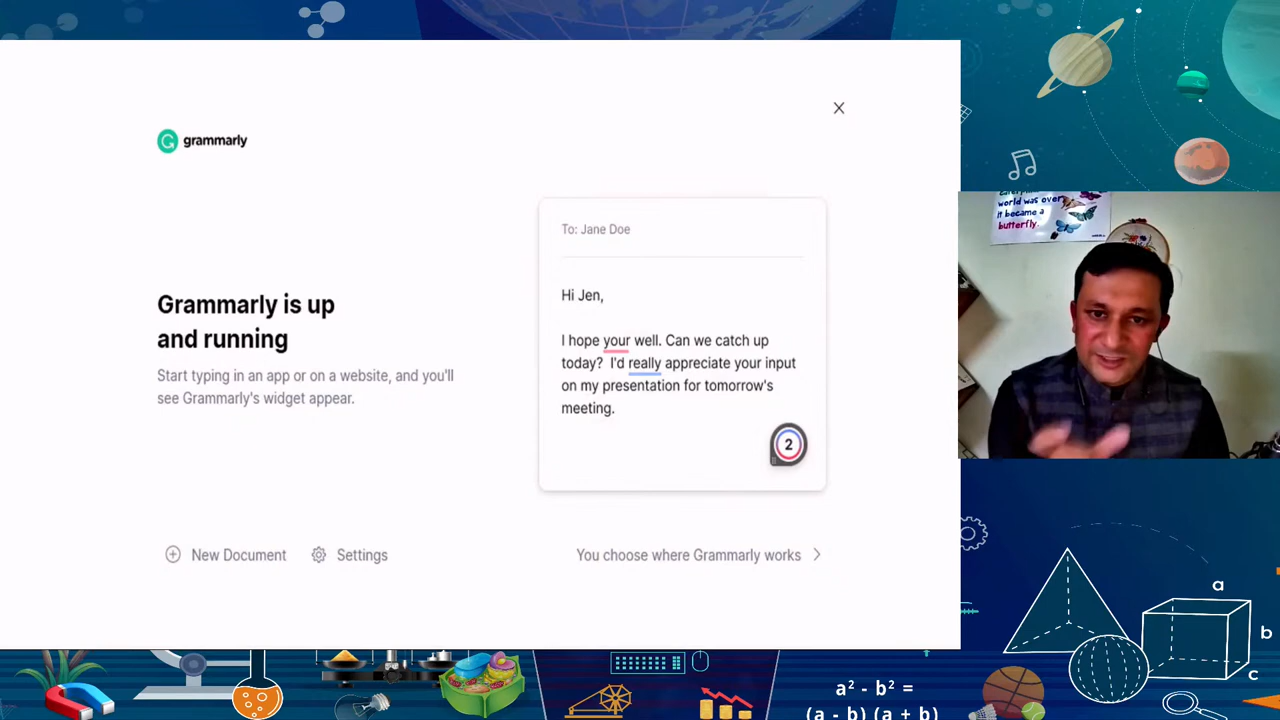 grammarly
Grammarly is up
and running
Start typing in an app or on a website, and you'll
see Grammarly's widget appear.
New Document
Settings
To: Jane Doe
Hi Jen,
I hope your well. Can we catch up
today? I'd really appreciate your input
on my presentation for tomorrow's
meeting.
2
You choose where Grammarly works
world was over
it became a
butterfly.
a
b
c
a² - b² =
(a - b) (a + b)